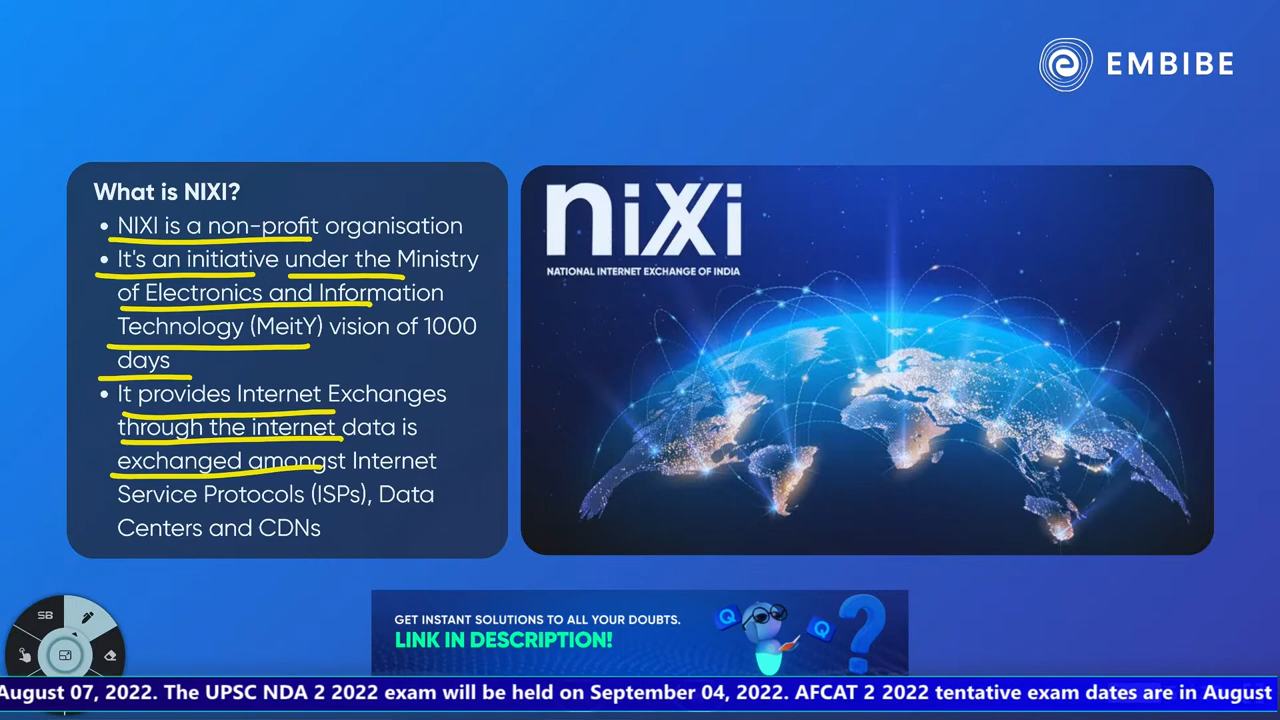 EMBIBE
What is NIXI?
• NIXI is a non-profit organisation
• It's an initiative under the Ministry
of Electronics and Information
Technology (MeitY) vision of 1000
days
• It provides Internet Exchanges
through the internet data is
exchanged amongst Internet
Service Protocols (ISPs), Data
Centers and CDNs
nixi
NATIONAL INTERNET EXCHANGE OF INDIA
SB
GET INSTANT SOLUTIONS TO ALL YOUR DOUBTS.
LINK IN DESCRIPTION!
Q
Q
?
August 07, 2022. The UPSC NDA 2 2022 exam will be held on September 04, 2022. AFCAT 2 2022 tentative exam dates are in August